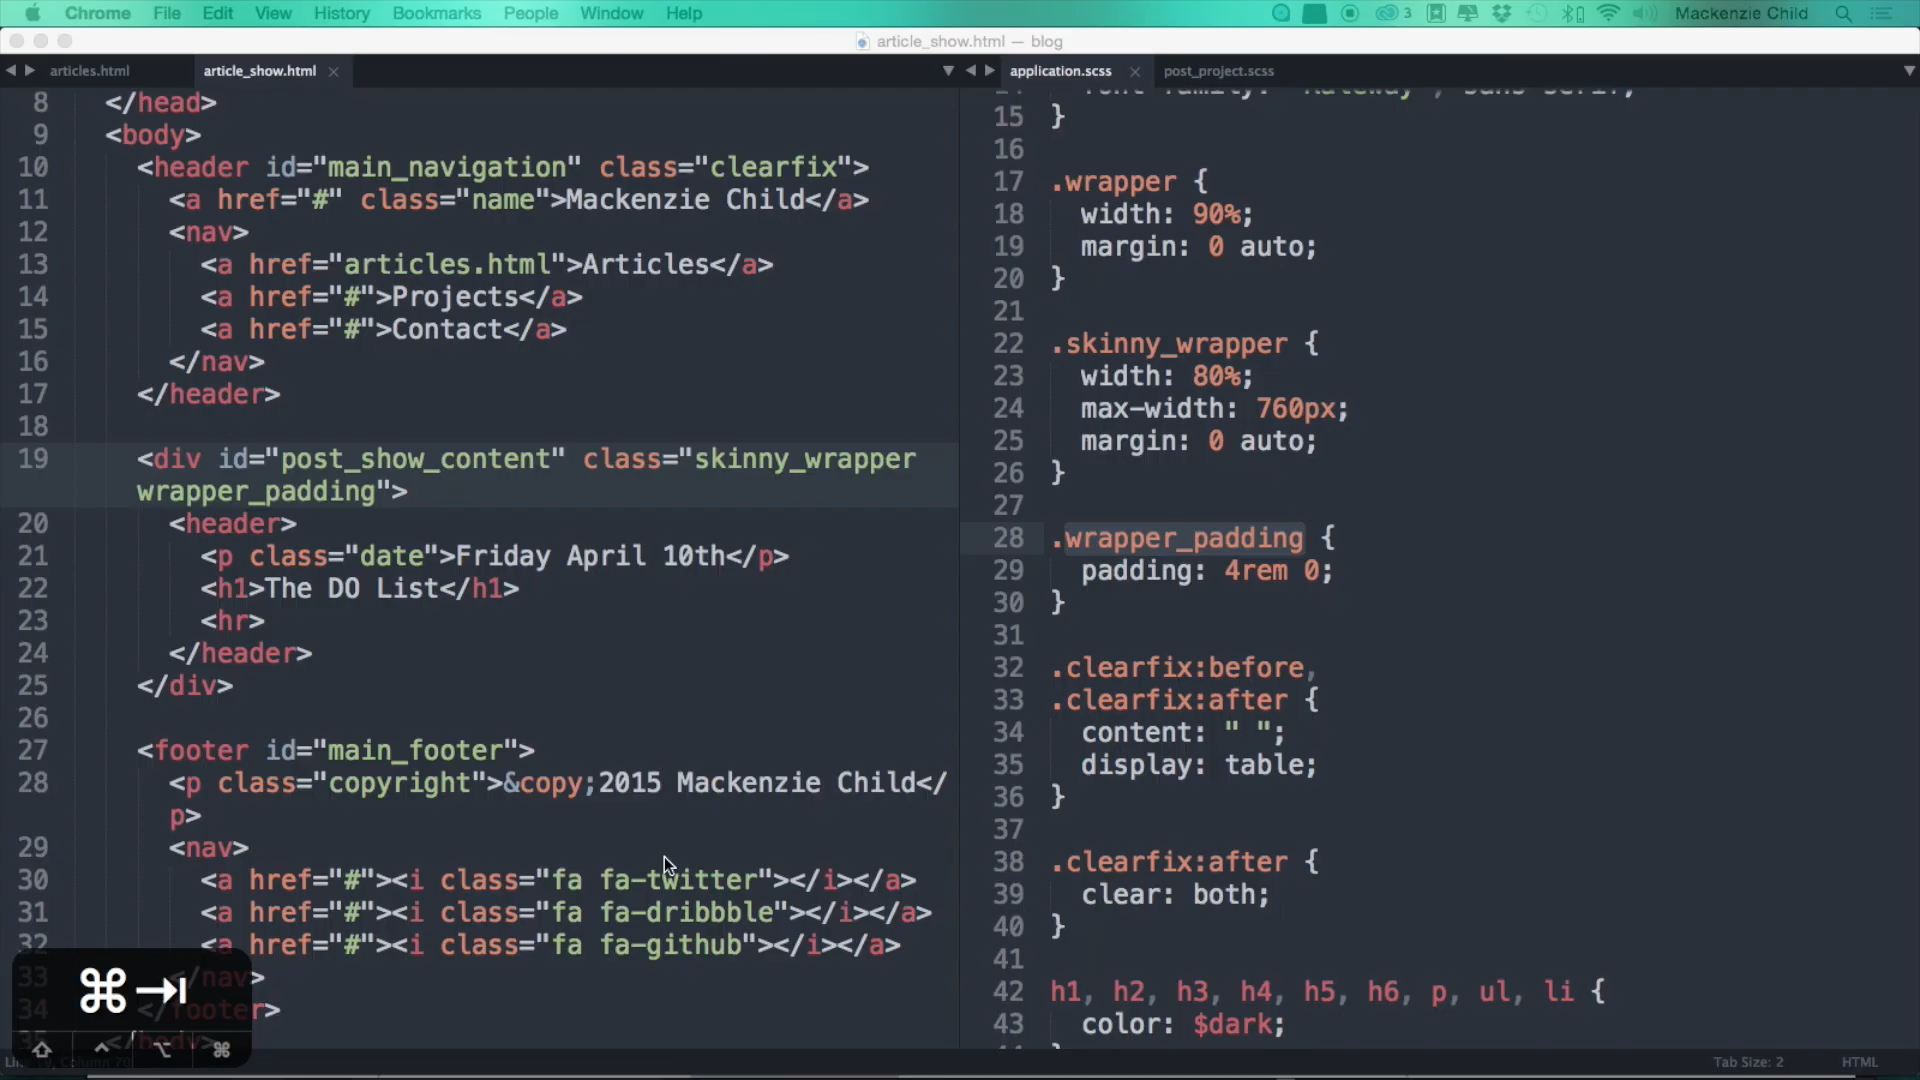 Chrome File Edit View History Bookmarks People Window Help 3 Mackenzie Child
article_show.html — blog
articles.html article_show.html application.scss post_project.scss
8 </head>
9 <body>
10 <header id="main_navigation" class="clearfix">
11 <a href="#" class="name">Mackenzie Child</a>
12 <nav>
13 <a href="articles.html">Articles</a>
14 <a href="#">Projects</a>
15 <a href="#">Contact</a>
16 </nav>
17 </header>
18
19 <div id="post_show_content" class="skinny_wrapper
wrapper_padding">
20 <header>
21 <p class="date">Friday April 10th</p>
22 <h1>The DO List</h1>
23 <hr>
24 </header>
25 </div>
26
27 <footer id="main_footer">
28 <p class="copyright">&copy;2015 Mackenzie Child</
p>
29 <nav>
30 <a href="#"><i class="fa fa-twitter"></i></a>
31 <a href="#"><i class="fa fa-dribbble"></i></a>
32 <a href="#"><i class="fa fa-github"></i></a>
33 </nav>
34 </footer>
35 </body>
15 }
16
17 .wrapper {
18 width: 90%;
19 margin: 0 auto;
20 }
21
22 .skinny_wrapper {
23 width: 80%;
24 max-width: 760px;
25 margin: 0 auto;
26 }
27
28 .wrapper_padding {
29 padding: 4rem 0;
30 }
31
32 .clearfix:before,
33 .clearfix:after {
34 content: " ";
35 display: table;
36 }
37
38 .clearfix:after {
39 clear: both;
40 }
41
42 h1, h2, h3, h4, h5, h6, p, ul, li {
43 color: $dark;
⌘⇥
⇧ ⌃ ⌥ ⌘
Tab Size: 2 HTML